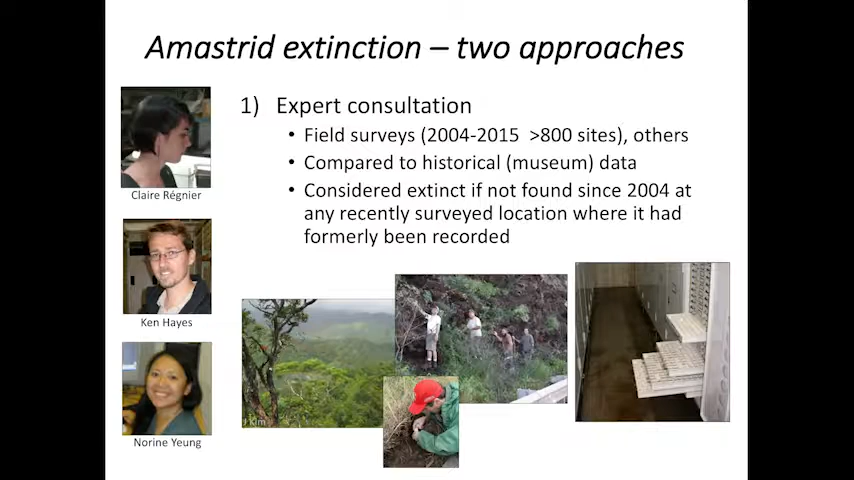 Amastrid extinction – two approaches
1) Expert consultation
• Field surveys (2004-2015 >800 sites), others
• Compared to historical (museum) data
• Considered extinct if not found since 2004 at
any recently surveyed location where it had
formerly been recorded
Claire Régnier
Ken Hayes
Norine Yeung
Kim